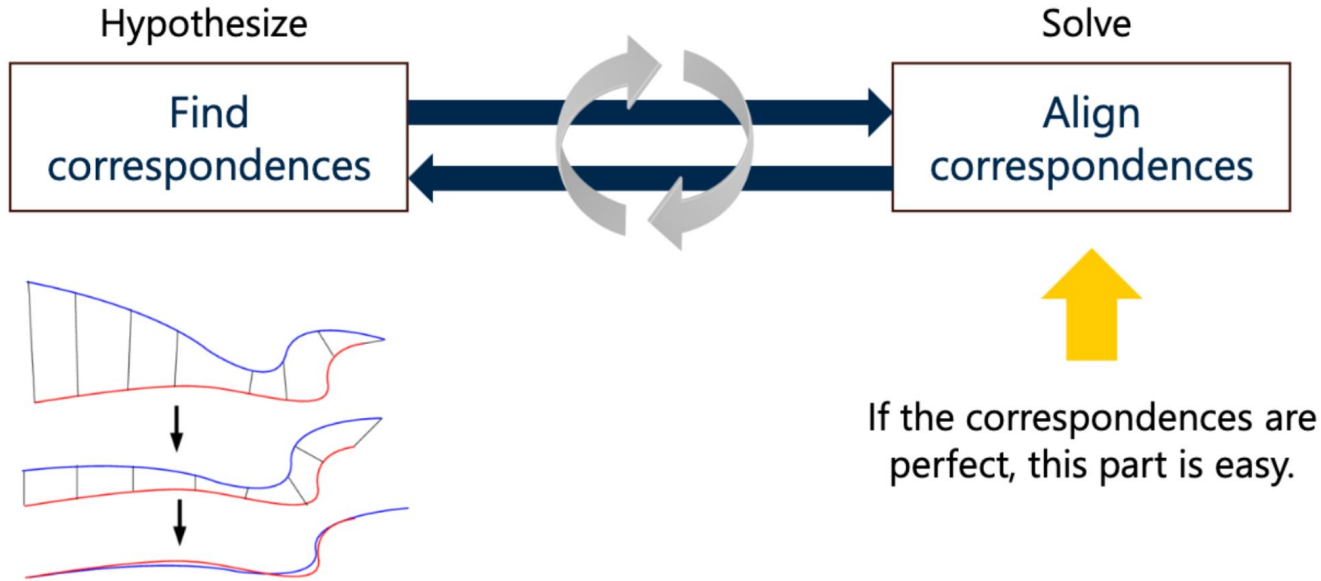 Hypothesize
Solve
Find
correspondences
Align
correspondences
If the correspondences are
perfect, this part is easy.